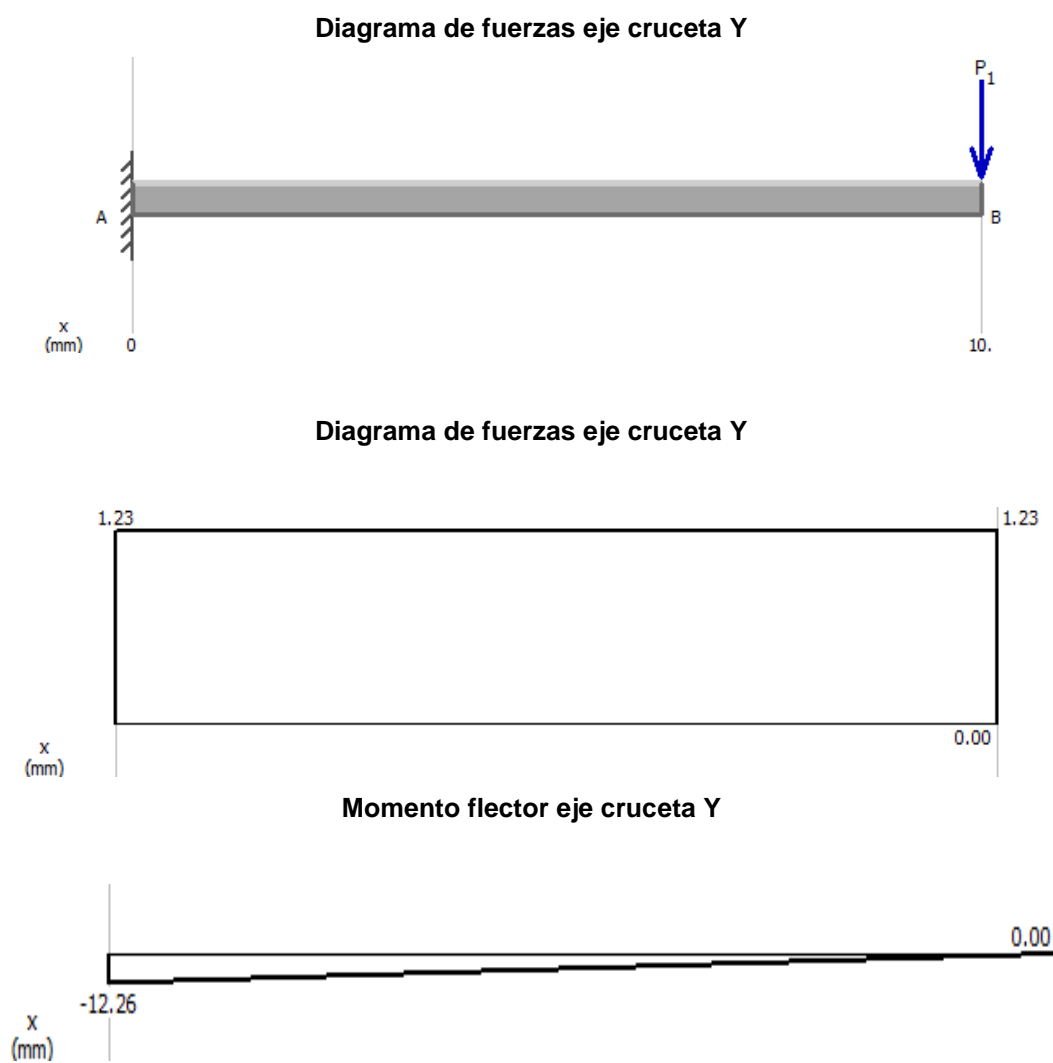 Diagrama de fuerzas eje cruceta Y
P1
A
B
x
(mm)
0
10.
Diagrama de fuerzas eje cruceta Y
1.23
1.23
0.00
x
(mm)
Momento flector eje cruceta Y
0.00
-12.26
x
(mm)